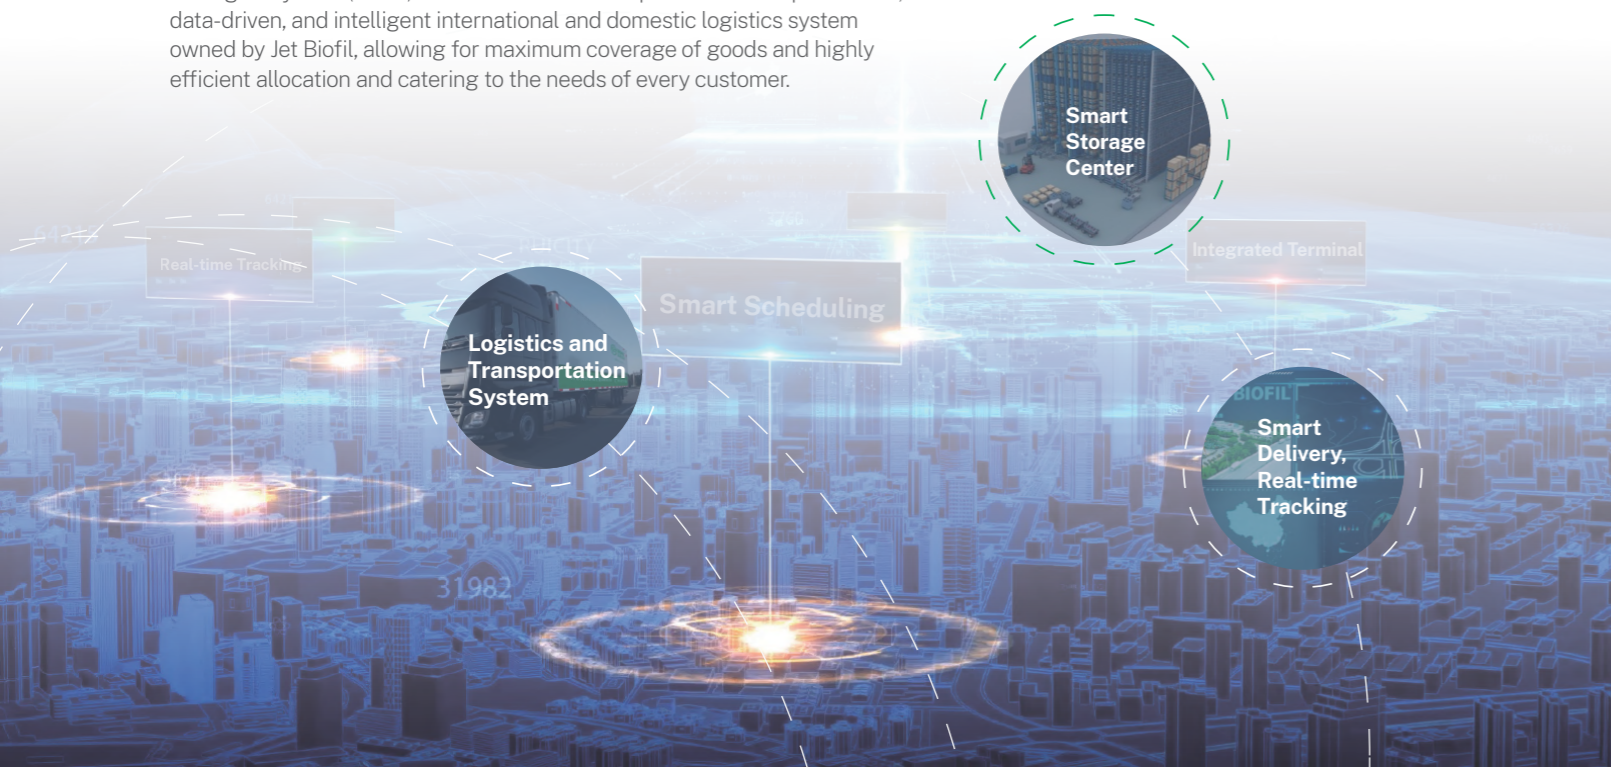 data-driven, and intelligent international and domestic logistics system
owned by Jet Biofil, allowing for maximum coverage of goods and highly
efficient allocation and catering to the needs of every customer.
Smart
Storage
Center
Real-time Tracking
Integrated Terminal
Smart Scheduling
Logistics and
Transportation
System
BIOFIL
Smart
Delivery,
Real-time
Tracking
31982